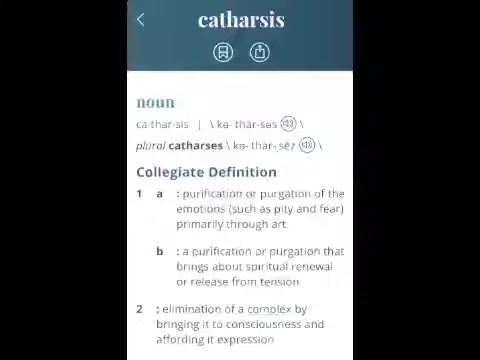 catharsis
noun
ca·thar·sis | \ kə-ˈthär-səs \
plural catharses \ kə-ˈthär-ˌsēz \
Collegiate Definition
1 a : purification or purgation of the
emotions (such as pity and fear)
primarily through art
b : a purification or purgation that
brings about spiritual renewal
or release from tension
2 : elimination of a complex by
bringing it to consciousness and
affording it expression